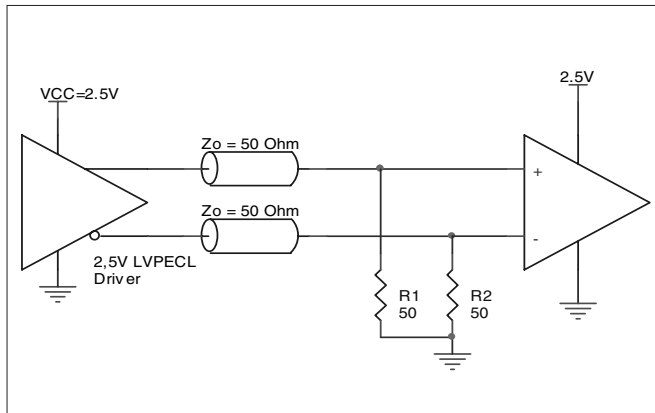 VCC=2.5V
2.5V
Zo = 50 Ohm
Zo = 50 Ohm
+
-
2,5V LVPECL
Driver
R1
50
R2
50